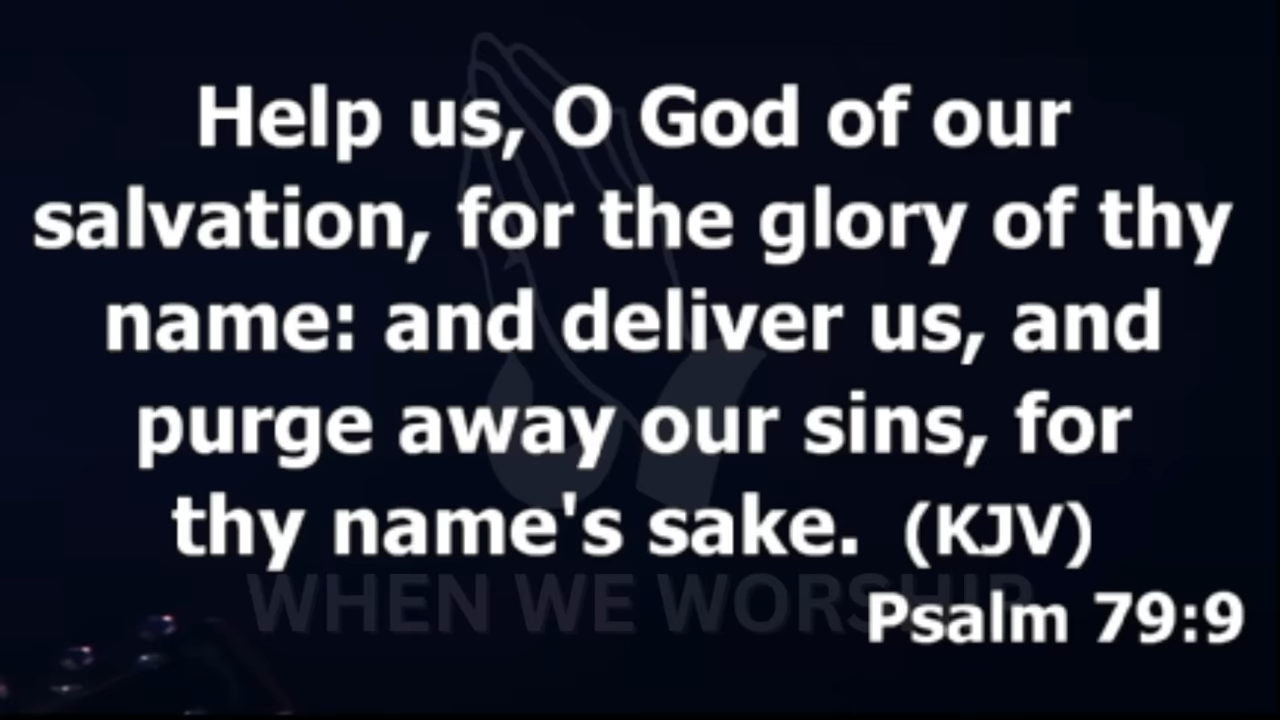 Help us, O God of our
salvation, for the glory of thy
name: and deliver us, and
purge away our sins, for
thy name's sake. (KJV)
WHEN WE WORSHIP
Psalm 79:9